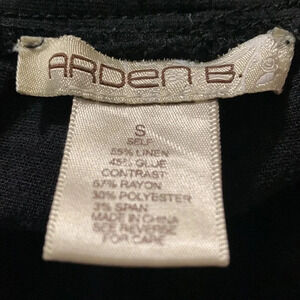 ARDEN B.
S
SELF
55% LINEN
45% GLUE
CONTRAST
67% RAYON
30% POLYESTER
3% SPAN
MADE IN CHINA
SEE REVERSE
FOR CARE